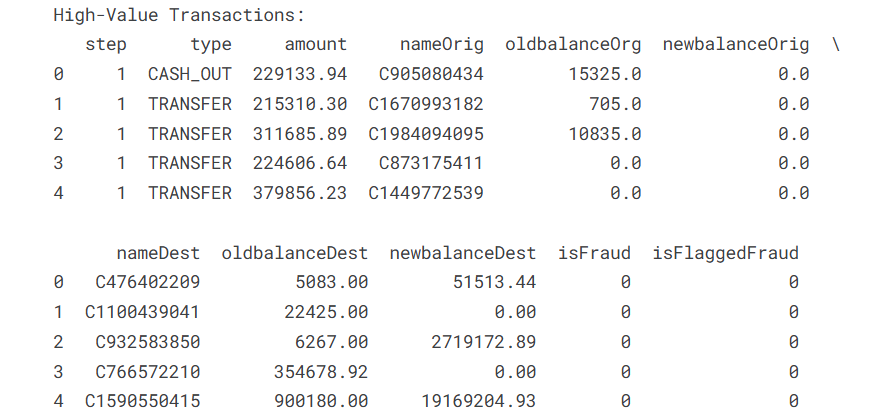 High-Value Transactions:
step type amount nameOrig oldbalanceOrg newbalanceOrig \
0 1 CASH_OUT 229133.94 C905080434 15325.0 0.0
1 1 TRANSFER 215310.30 C1670993182 705.0 0.0
2 1 TRANSFER 311685.89 C1984094095 10835.0 0.0
3 1 TRANSFER 224606.64 C873175411 0.0 0.0
4 1 TRANSFER 379856.23 C1449772539 0.0 0.0
nameDest oldbalanceDest newbalanceDest isFraud isFlaggedFraud
0 C476402209 5083.00 51513.44 0 0
1 C1100439041 22425.00 0.00 0 0
2 C932583850 6267.00 2719172.89 0 0
3 C766572210 354678.92 0.00 0 0
4 C1590550415 900180.00 19169204.93 0 0